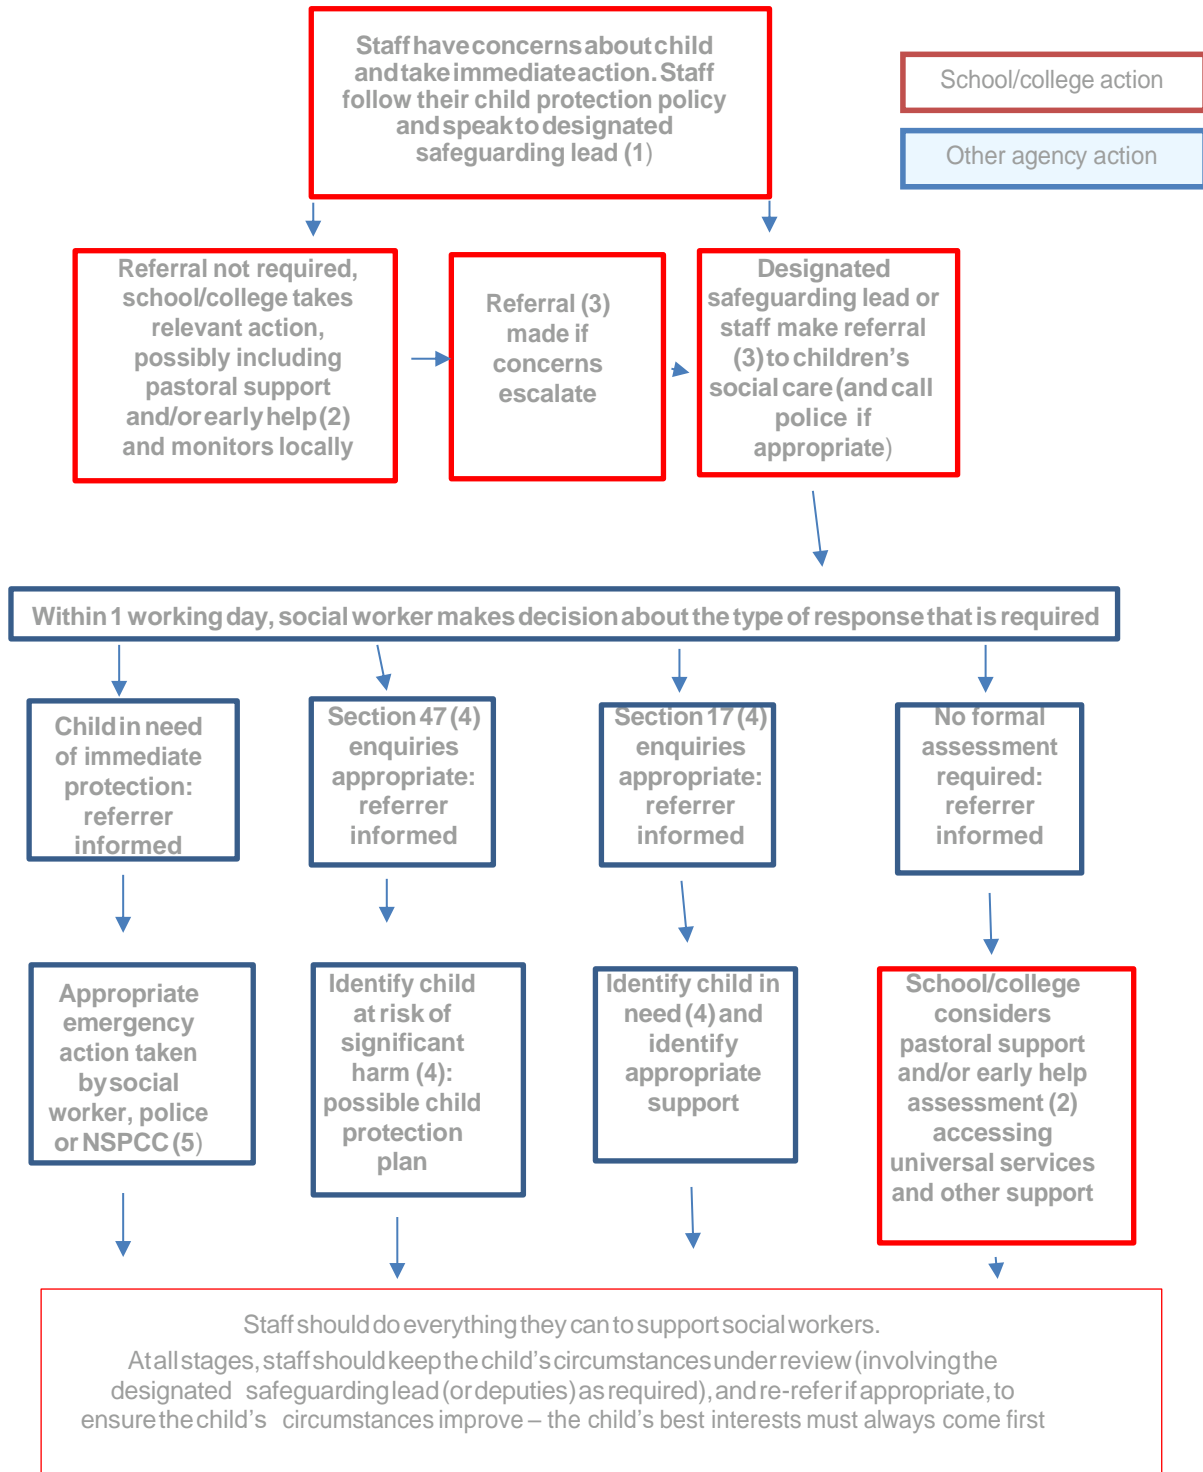 Staff have concerns about child
and take immediate action. Staff
follow their child protection policy
and speak to designated
safeguarding lead (1)
School/college action
Other agency action
Referral not required,
school/college takes
relevant action,
possibly including
pastoral support
and/or early help (2)
and monitors locally
Referral (3)
made if
concerns
escalate
Designated
safeguarding lead or
staff make referral
(3) to children’s
social care (and call
police if
appropriate)
Within 1 working day, social worker makes decision about the type of response that is required
Child in need
of immediate
protection:
referrer
informed
Section 47 (4)
enquiries
appropriate:
referrer
informed
Section 17 (4)
enquiries
appropriate:
referrer
informed
No formal
assessment
required:
referrer
informed
Appropriate
emergency
action taken
by social
worker, police
or NSPCC (5)
Identify child
at risk of
significant
harm (4):
possible child
protection
plan
Identify child in
need (4) and
identify
appropriate
support
School/college
considers
pastoral support
and/or early help
assessment (2)
accessing
universal services
and other support
Staff should do everything they can to support social workers.
At all stages, staff should keep the child’s circumstances under review (involving the
designated safeguarding lead (or deputies) as required), and re-refer if appropriate, to
ensure the child’s circumstances improve – the child’s best interests must always come first